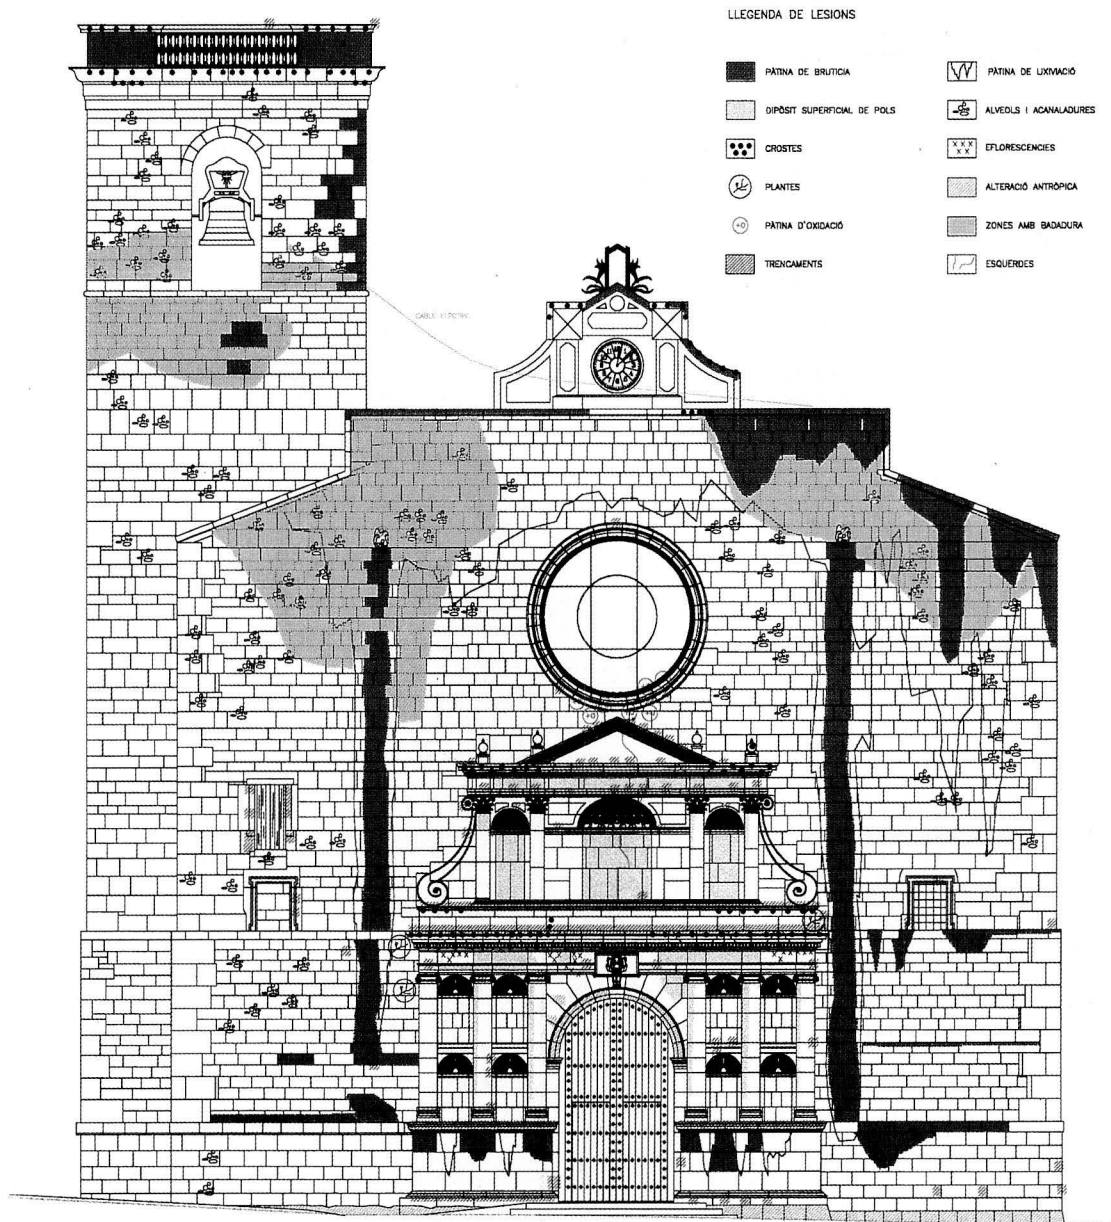 LLEGENDA DE LESIONS
PÀTINA DE BRUTICIA
DIPÒSIT SUPERFICIAL DE POLS
CROSTES
PLANTES
+O PÀTINA D'OXIDACIÓ
TRENCAMENTS
PÀTINA DE LIXIVIACIÓ
ALVEOLS I ACANALADURES
EFLORESCENCIES
ALTERACIÓ ANTRÒPICA
ZONES AMB BADADURA
ESQUERDES
CABLE
+O
+O